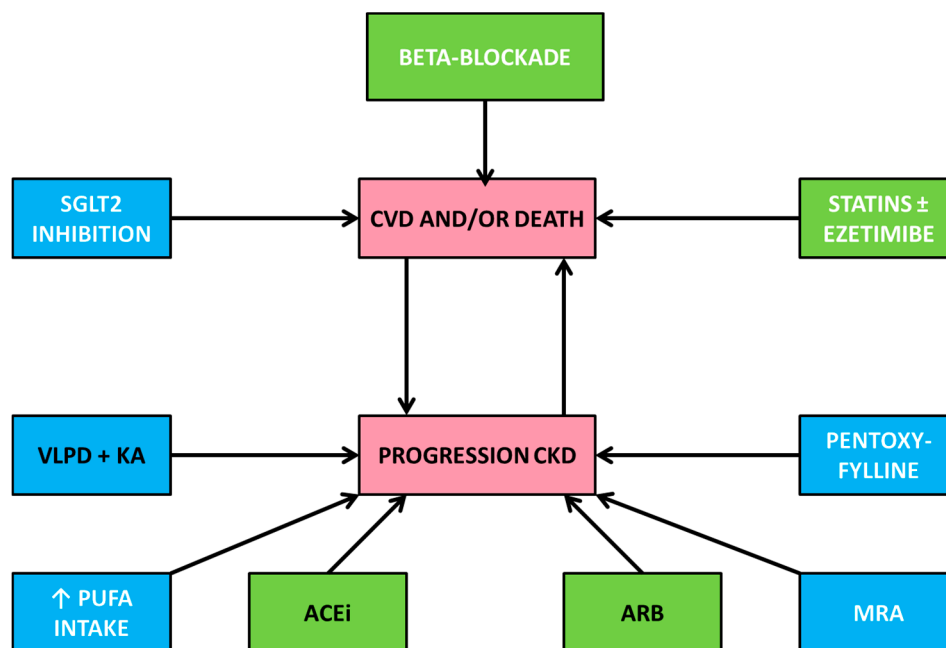 BETA-BLOCKADE
SGLT2
INHIBITION
CVD AND/OR DEATH
STATINS ±
EZETIMIBE
VLPD + KA
PROGRESSION CKD
PENTOXY-
FYLLINE
↑ PUFA
INTAKE
ACEi
ARB
MRA